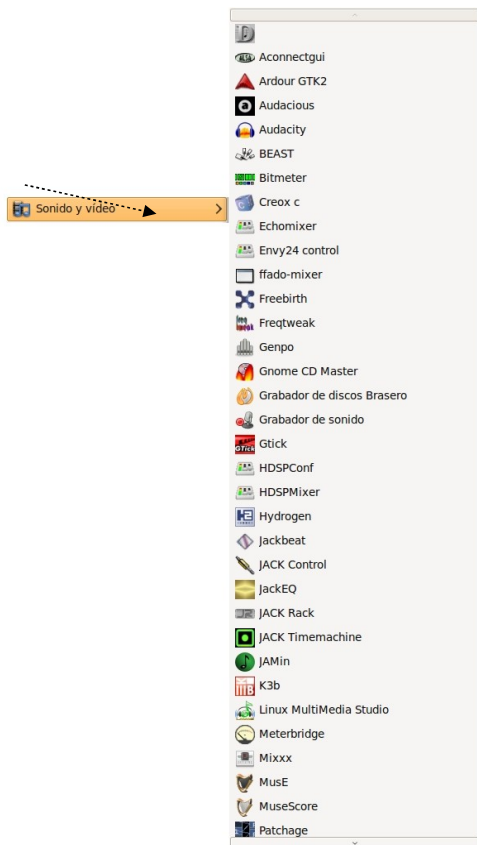 Sonido y vídeo
Aconnectgui
Ardour GTK2
Audacious
Audacity
BEAST
Bitmeter
Creox c
Echomixer
Envy24 control
ffado-mixer
Freebirth
Freqtweak
Genpo
Gnome CD Master
Grabador de discos Brasero
Grabador de sonido
Gtick
HDSPConf
HDSPMixer
Hydrogen
Jackbeat
JACK Control
JackEQ
JACK Rack
JACK Timemachine
JAMin
K3b
Linux MultiMedia Studio
Meterbridge
Mixxx
MusE
MuseScore
Patchage